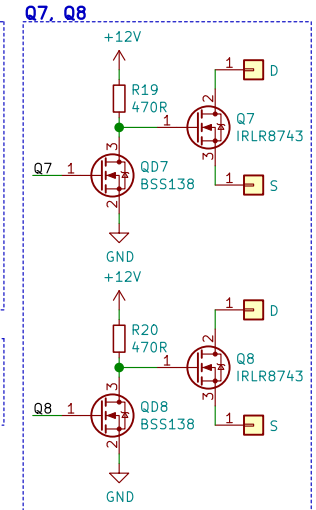 Q7, Q8
+12V
1 D
R19
470R
2
Q7
IRLR8743
1
3
3
1 S
Q7 1
QD7
BSS138
2
GND
+12V
1 D
R20
470R
2
Q8
IRLR8743
1
3
3
1 S
Q8 1
QD8
BSS138
2
GND